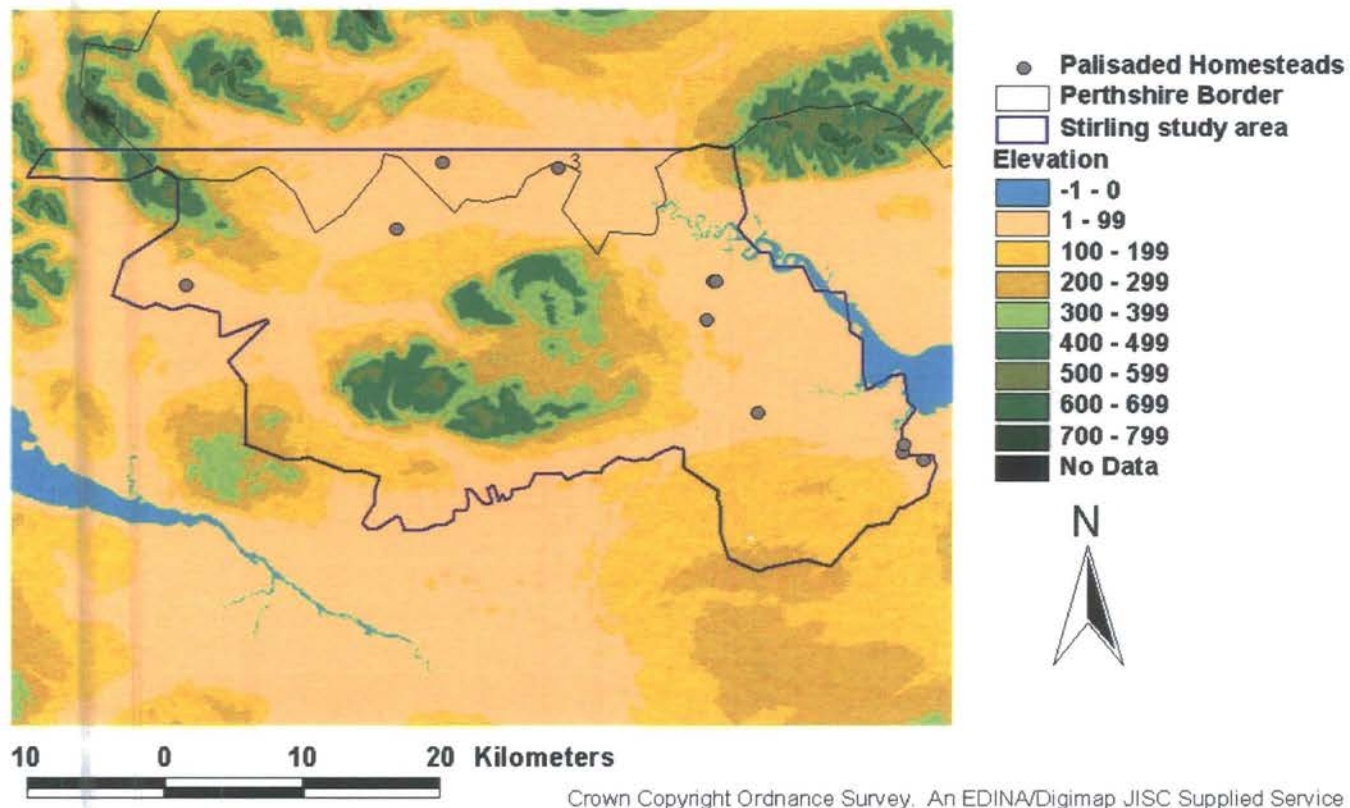 3
Palisaded Homesteads
Perthshire Border
Stirling study area
Elevation
-1 - 0
1 - 99
100 - 199
200 - 299
300 - 399
400 - 499
500 - 599
600 - 699
700 - 799
No Data
N
10 0 10 20 Kilometers
Crown Copyright Ordnance Survey. An EDINA/Digimap JISC Supplied Service